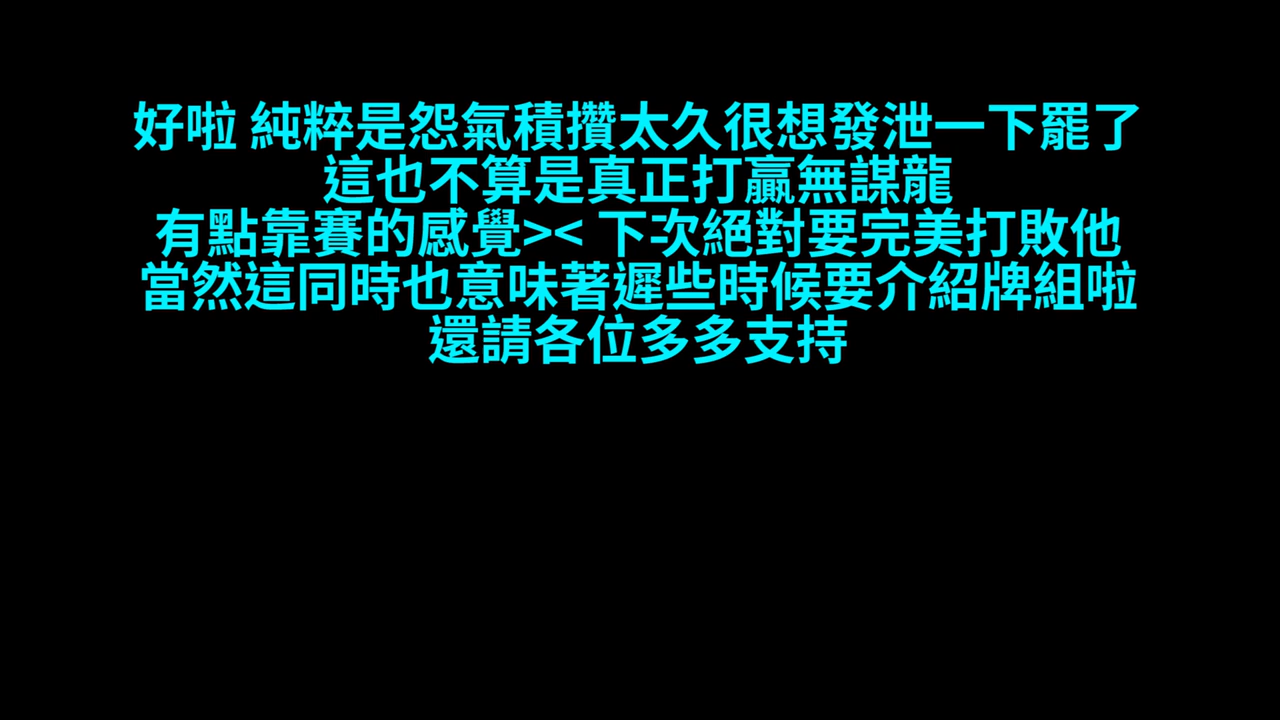 好啦 純粹是怨氣積攢太久很想發泄一下罷了
這也不算是真正打贏無謀龍
有點靠賽的感覺>< 下次絕對要完美打敗他
當然這同時也意味著遲些時候要介紹牌組啦
還請各位多多支持